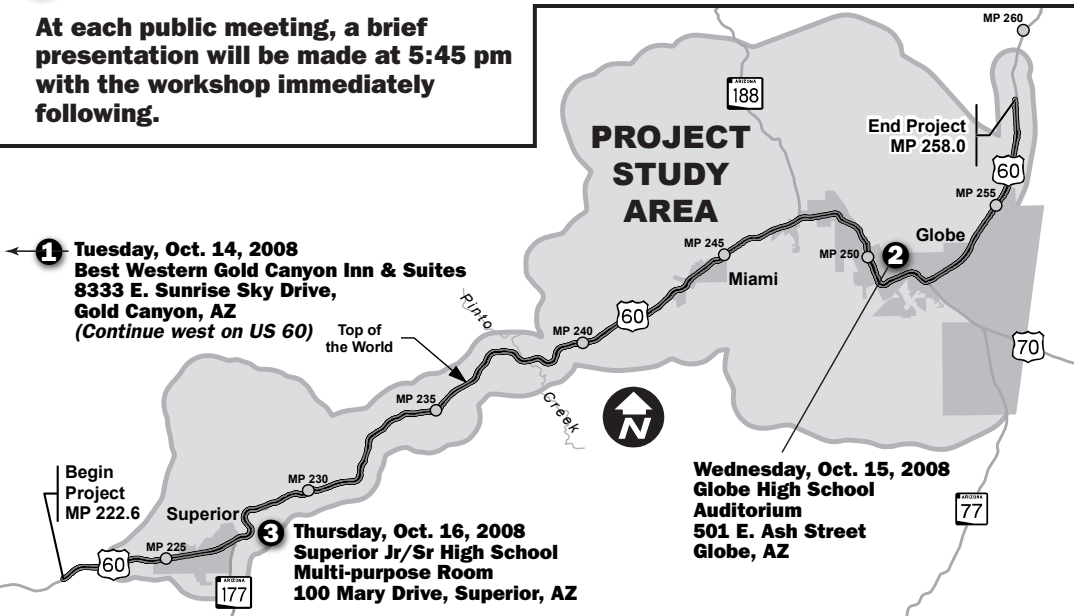 At each public meeting, a brief
presentation will be made at 5:45 pm
with the workshop immediately
following.
MP 260
ARIZONA
188
PROJECT
STUDY
AREA
End Project
MP 258.0
60
MP 255
Globe
2
MP 250
MP 245
Miami
1
Tuesday, Oct. 14, 2008
Best Western Gold Canyon Inn & Suites
8333 E. Sunrise Sky Drive,
Gold Canyon, AZ
(Continue west on US 60)
Top of
the World
Pinto
Creek
MP 240
60
70
MP 235
N
Wednesday, Oct. 15, 2008
Globe High School
Auditorium
501 E. Ash Street
Globe, AZ
ARIZONA
77
Begin
Project
MP 222.6
MP 230
Superior
3
Thursday, Oct. 16, 2008
Superior Jr/Sr High School
Multi-purpose Room
100 Mary Drive, Superior, AZ
MP 225
60
ARIZONA
177